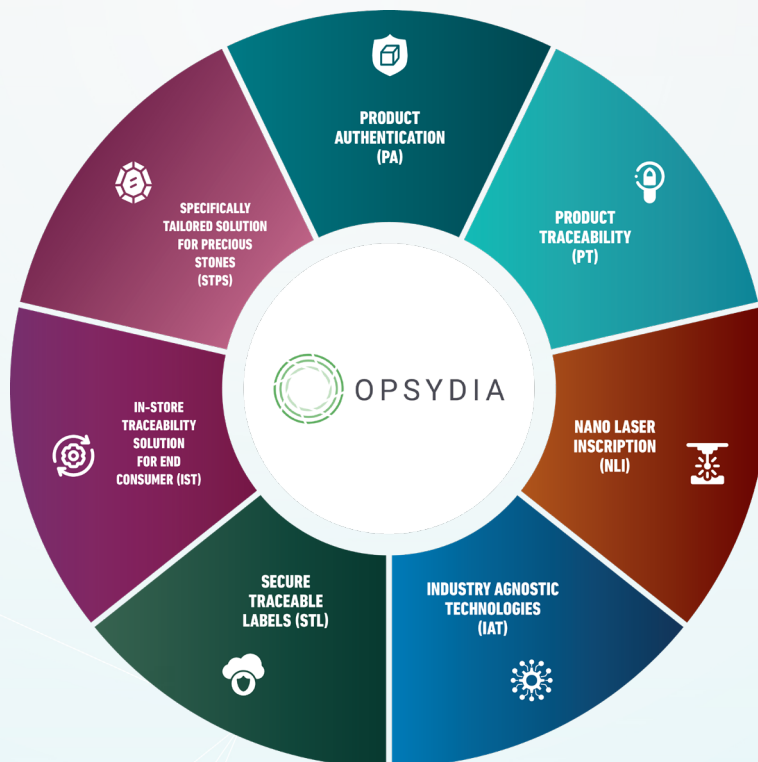 PRODUCT
AUTHENTICATION
(PA)
PRODUCT
TRACEABILITY
(PT)
NANO LASER
INSCRIPTION
(NLI)
INDUSTRY AGNOSTIC
TECHNOLOGIES
(IAT)
SECURE
TRACEABLE
LABELS (STL)
IN-STORE
TRACEABILITY
SOLUTION
FOR END
CONSUMER (IST)
SPECIFICALLY
TAILORED SOLUTION
FOR PRECIOUS
STONES
(STPS)
OPSYDIA